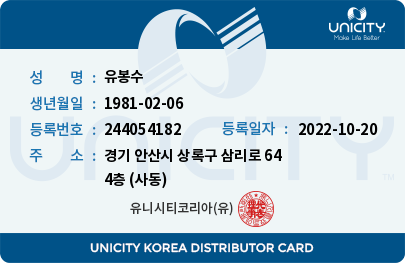 UNICITY
Make Life Better
성 명 : 유봉수
생년월일 : 1981-02-06
등록번호 : 244054182 등록일자 : 2022-10-20
주 소 : 경기 안산시 상록구 삼리로 64
4층 (사동)
UNICITY
유니시티코리아(유)
UNICITY KOREA DISTRIBUTOR CARD